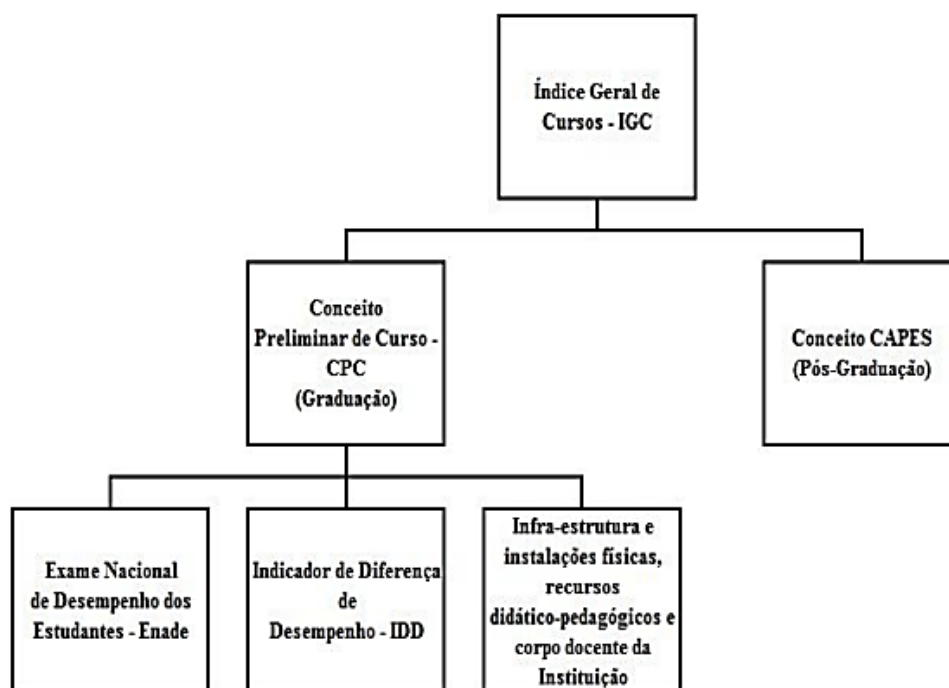 Índice Geral de
Cursos - IGC
Conceito
Preliminar de Curso -
CPC
(Graduação)
Conceito CAPES
(Pós-Graduação)
Exame Nacional
de Desempenho dos
Estudantes - Enade
Indicador de Diferença
de
Desempenho - IDD
Infra-estrutura e
instalações físicas,
recursos
didático-pedagógicos e
corpo docente da
Instituição